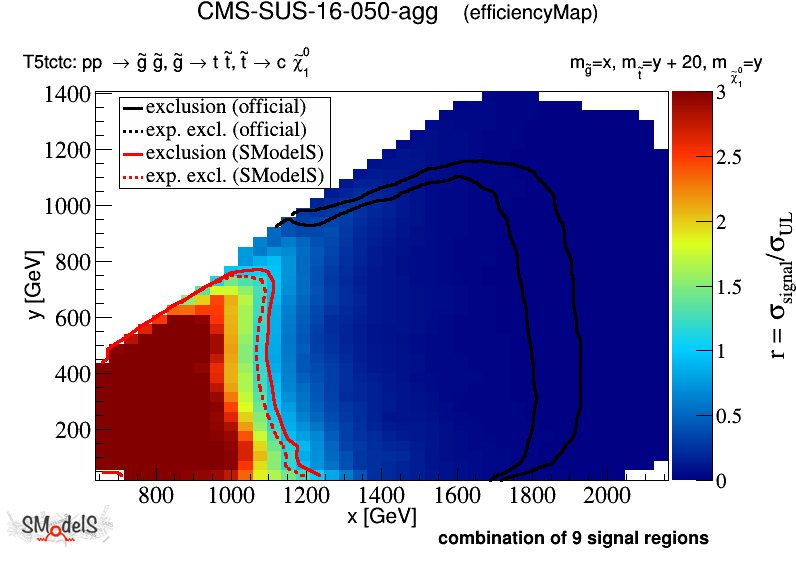 CMS-SUS-16-050-agg (efficiencyMap)
T5tctc: pp → g̃ g̃, g̃ → t t̃, t̃ → c χ̃₁⁰ m_g̃=x, m_t̃=y + 20, m_χ̃₁⁰=y
exclusion (official)
exp. excl. (official)
exclusion (SModelS)
exp. excl. (SModelS)
1400
1200
1000
800
600
400
200
y [GeV]
800 1000 1200 1400 1600 1800 2000
x [GeV]
3
2.5
2
1.5
1
0.5
0
r = σ_signal/σ_UL
SModelS
combination of 9 signal regions